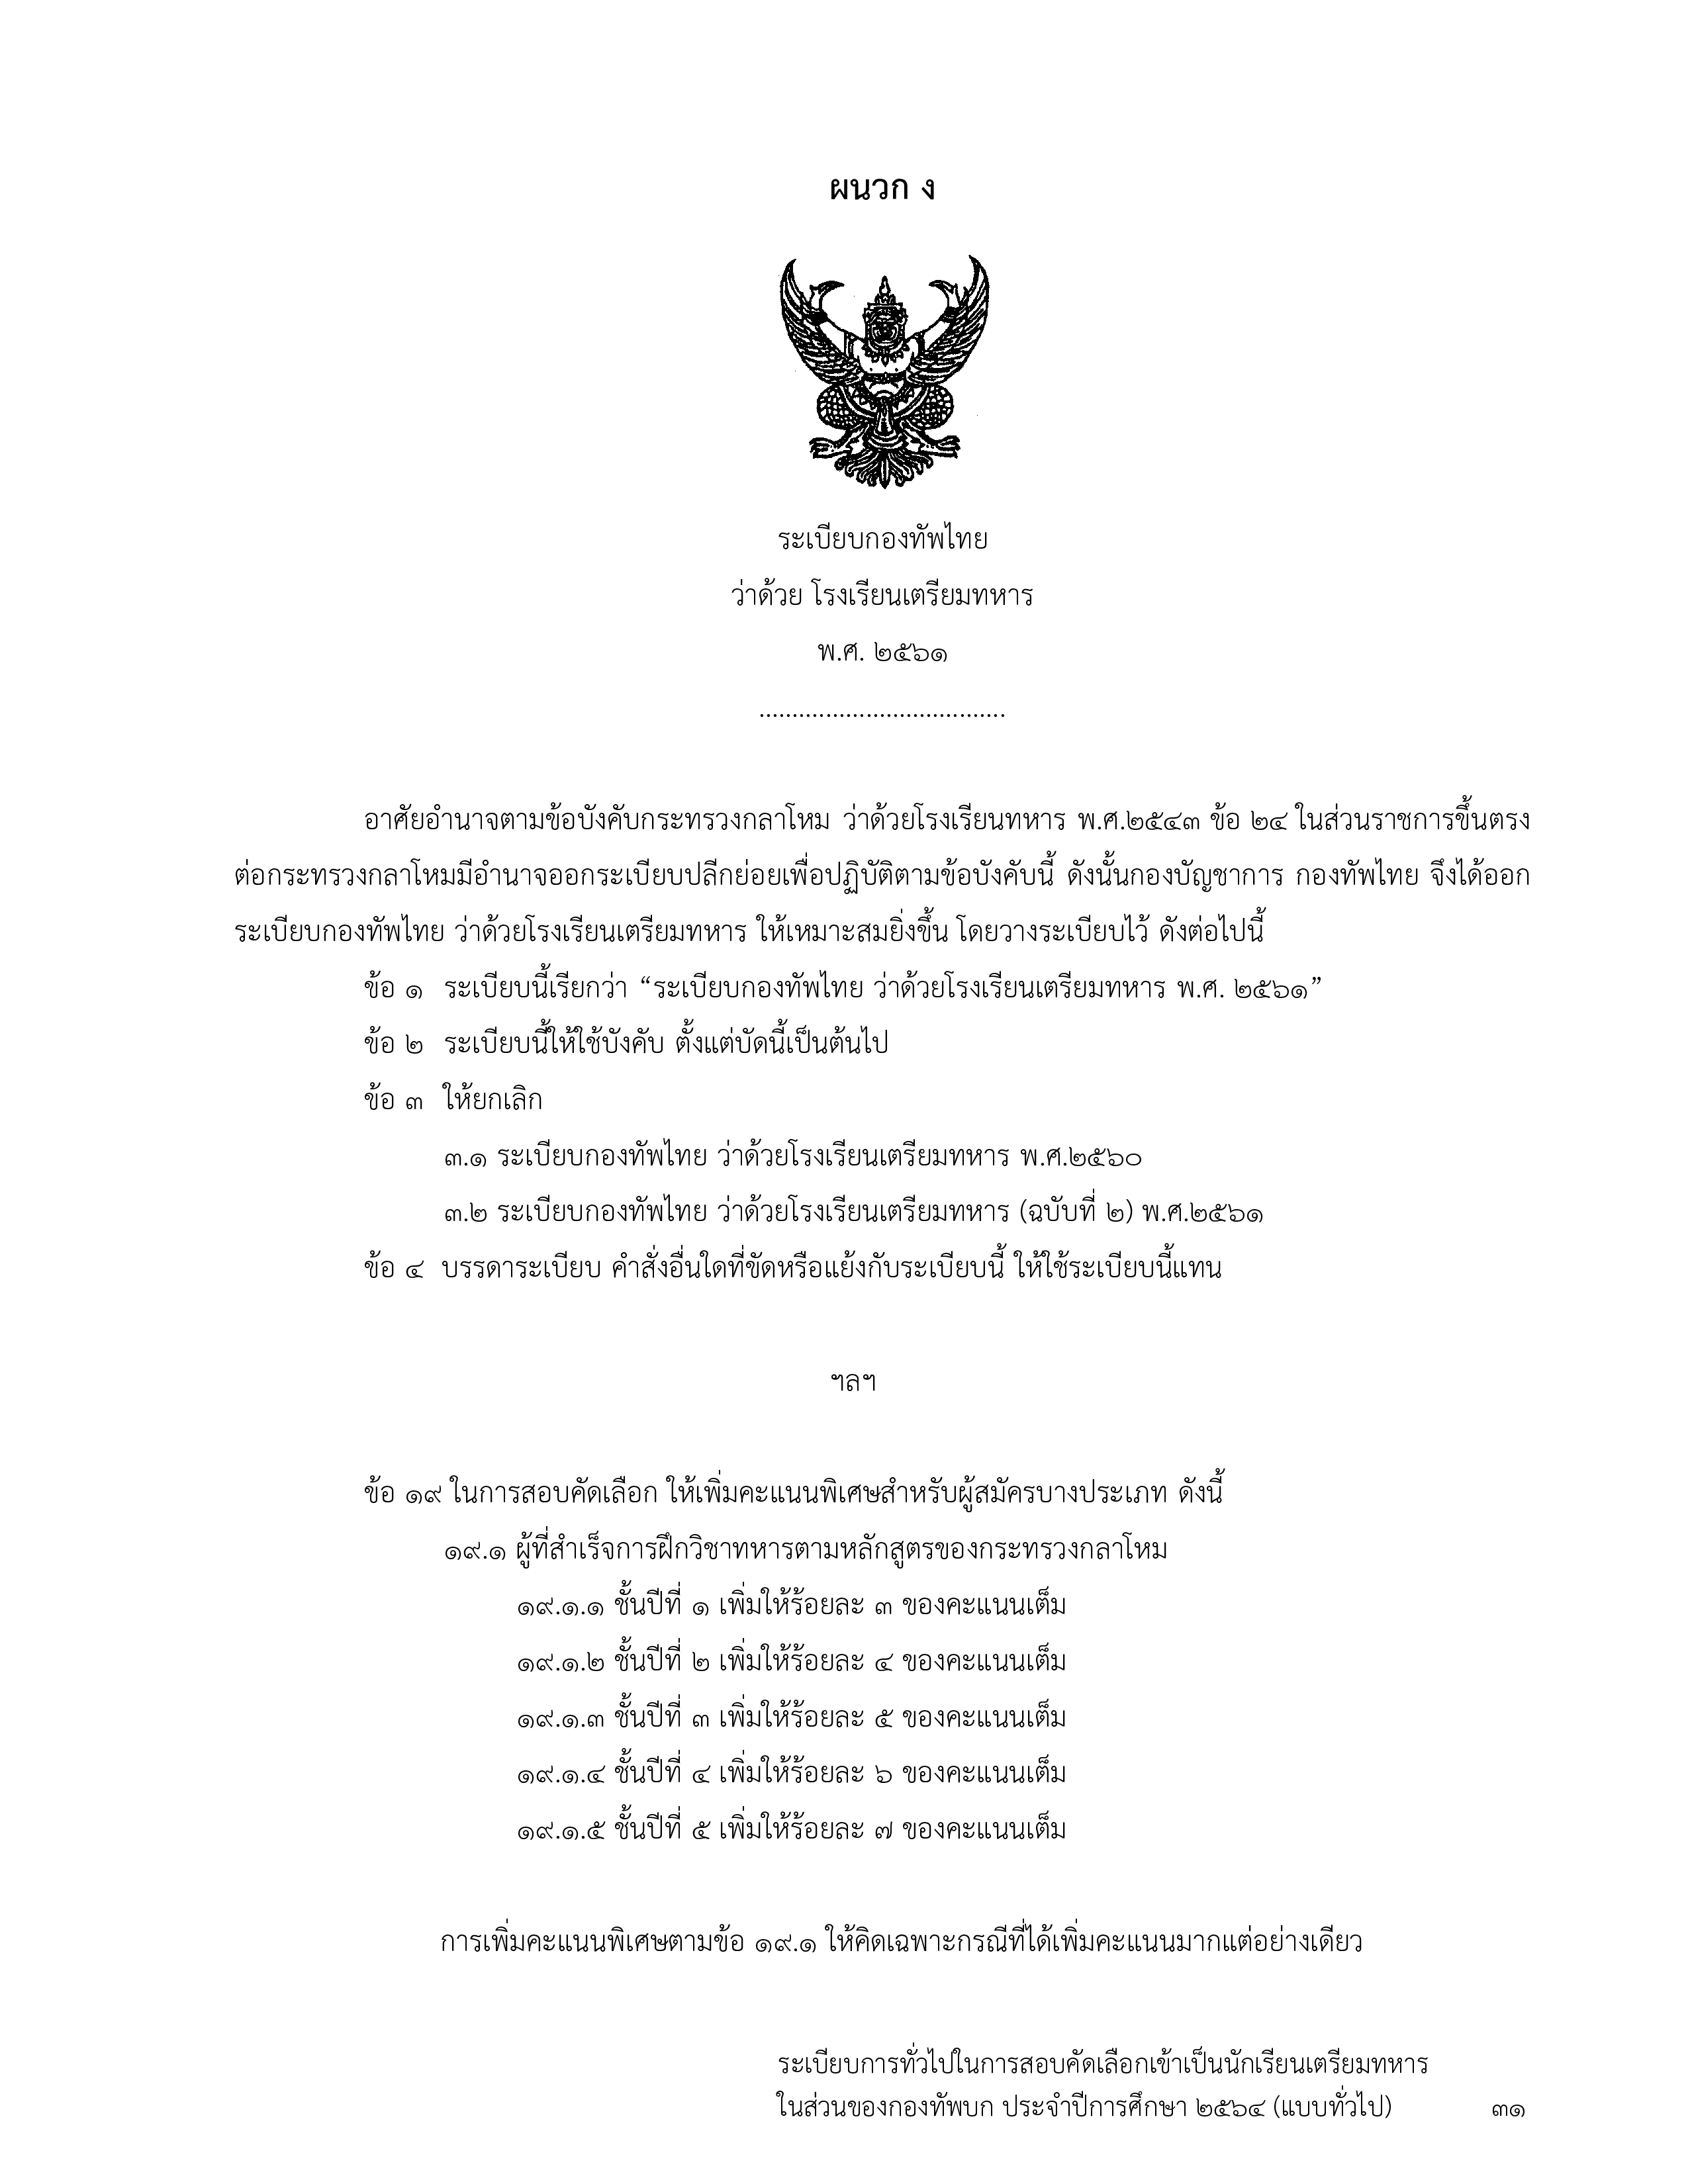 ผนวก ง
ระเบียบกองทัพไทย
ว่าด้วย โรงเรียนเตรียมทหาร
พ.ศ. ๒๕๖๑
.....................................
อาศัยอำนาจตามข้อบังคับกระทรวงกลาโหม ว่าด้วยโรงเรียนทหาร พ.ศ.๒๕๔๓ ข้อ ๒๔ ในส่วนราชการขึ้นตรง
ต่อกระทรวงกลาโหมมีอำนาจออกระเบียบปลีกย่อยเพื่อปฏิบัติตามข้อบังคับนี้ ดังนั้นกองบัญชาการ กองทัพไทย จึงได้ออก
ระเบียบกองทัพไทย ว่าด้วยโรงเรียนเตรียมทหาร ให้เหมาะสมยิ่งขึ้น โดยวางระเบียบไว้ ดังต่อไปนี้
ข้อ ๑ ระเบียบนี้เรียกว่า “ระเบียบกองทัพไทย ว่าด้วยโรงเรียนเตรียมทหาร พ.ศ. ๒๕๖๑”
ข้อ ๒ ระเบียบนี้ให้ใช้บังคับ ตั้งแต่บัดนี้เป็นต้นไป
ข้อ ๓ ให้ยกเลิก
๓.๑ ระเบียบกองทัพไทย ว่าด้วยโรงเรียนเตรียมทหาร พ.ศ.๒๕๖๐
๓.๒ ระเบียบกองทัพไทย ว่าด้วยโรงเรียนเตรียมทหาร (ฉบับที่ ๒) พ.ศ.๒๕๖๑
ข้อ ๔ บรรดาระเบียบ คำสั่งอื่นใดที่ขัดหรือแย้งกับระเบียบนี้ ให้ใช้ระเบียบนี้แทน
ฯลฯ
ข้อ ๑๙ ในการสอบคัดเลือก ให้เพิ่มคะแนนพิเศษสำหรับผู้สมัครบางประเภท ดังนี้
๑๙.๑ ผู้ที่สำเร็จการฝึกวิชาทหารตามหลักสูตรของกระทรวงกลาโหม
๑๙.๑.๑ ชั้นปีที่ ๑ เพิ่มให้ร้อยละ ๓ ของคะแนนเต็ม
๑๙.๑.๒ ชั้นปีที่ ๒ เพิ่มให้ร้อยละ ๔ ของคะแนนเต็ม
๑๙.๑.๓ ชั้นปีที่ ๓ เพิ่มให้ร้อยละ ๕ ของคะแนนเต็ม
๑๙.๑.๔ ชั้นปีที่ ๔ เพิ่มให้ร้อยละ ๖ ของคะแนนเต็ม
๑๙.๑.๕ ชั้นปีที่ ๕ เพิ่มให้ร้อยละ ๗ ของคะแนนเต็ม
การเพิ่มคะแนนพิเศษตามข้อ ๑๙.๑ ให้คิดเฉพาะกรณีที่ได้เพิ่มคะแนนมากแต่อย่างเดียว
ระเบียบการทั่วไปในการสอบคัดเลือกเข้าเป็นนักเรียนเตรียมทหาร
ในส่วนของกองทัพบก ประจำปีการศึกษา ๒๕๖๔ (แบบทั่วไป) ๓๑